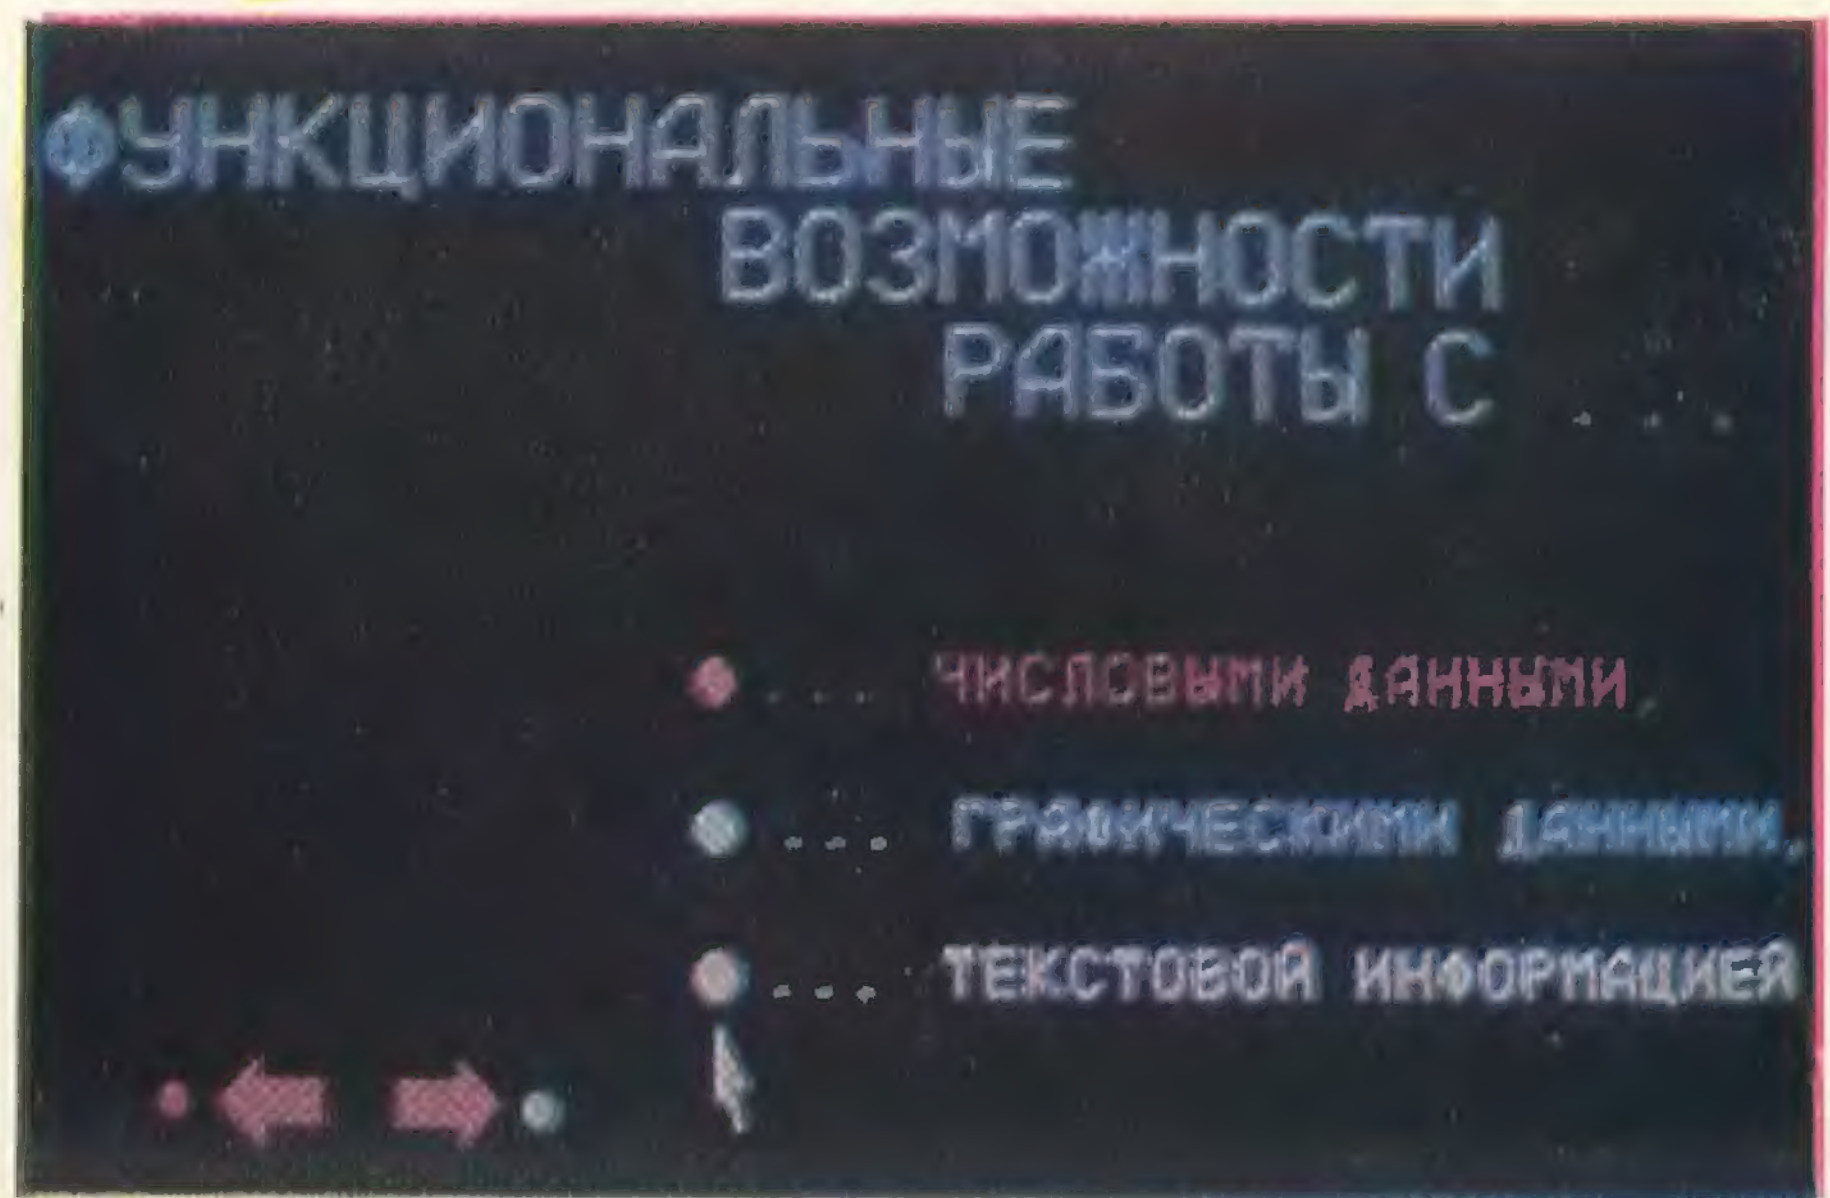 ФУНКЦИОНАЛЬНЫЕ
ВОЗМОЖНОСТИ
РАБОТЫ С ...
... ЧИСЛОВЫМИ ДАННЫМИ,
... ГРАФИЧЕСКИМИ ДАННЫМИ,
... ТЕКСТОВОЙ ИНФОРМАЦИЕЙ